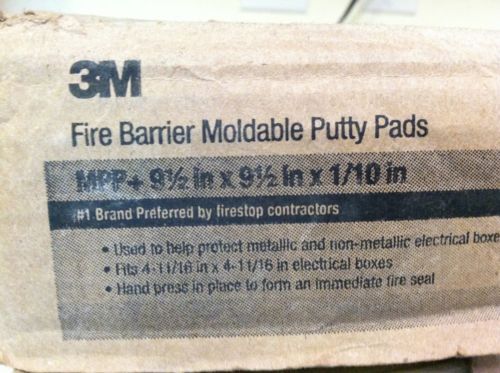 3M
Fire Barrier Moldable Putty Pads
MPP+ 9½ in x 9½ in x 1/10 in
#1 Brand Preferred by firestop contractors
• Used to help protect metallic and non-metallic electrical boxe
• Fits 4-11/16 in x 4-11/16 in electrical boxes
• Hand press in place to form an immediate fire seal